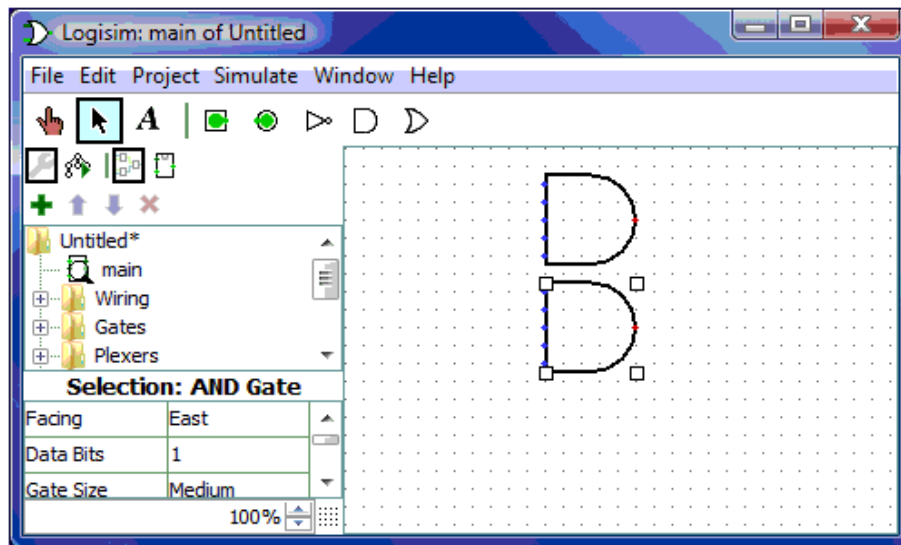 Logisim: main of Untitled
File Edit Project Simulate Window Help
A
Untitled*
main
Wiring
Gates
Plexers
Selection: AND Gate
Facing East
Data Bits 1
Gate Size Medium
100%